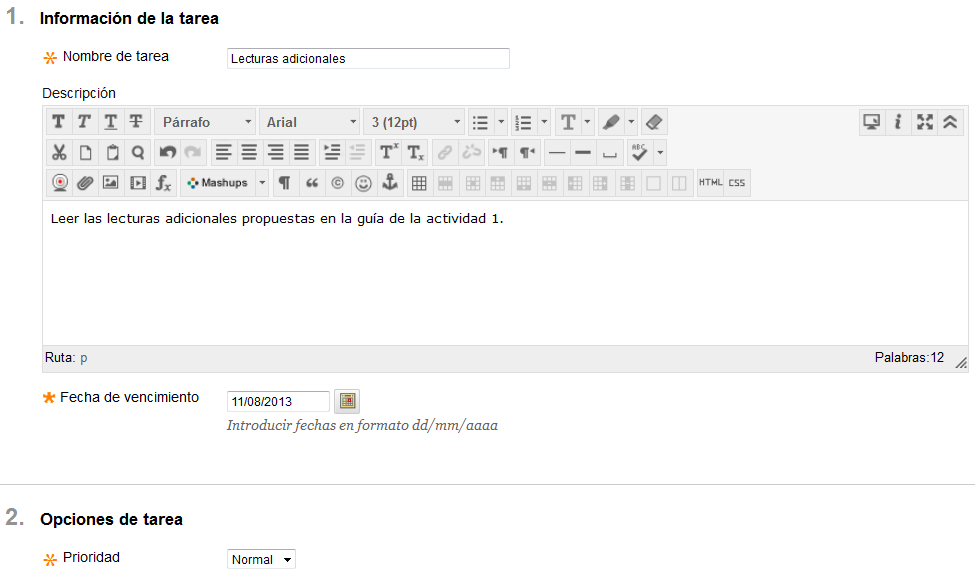 1. Información de la tarea
Nombre de tarea Lecturas adicionales
Descripción
T T T T Párrafo Arial 3 (12pt) T
ABC
fx Mashups HTML CSS
Leer las lecturas adicionales propuestas en la guía de la actividad 1.
Ruta: p Palabras:12
Fecha de vencimiento 11/08/2013
Introducir fechas en formato dd/mm/aaaa
2. Opciones de tarea
Prioridad Normal